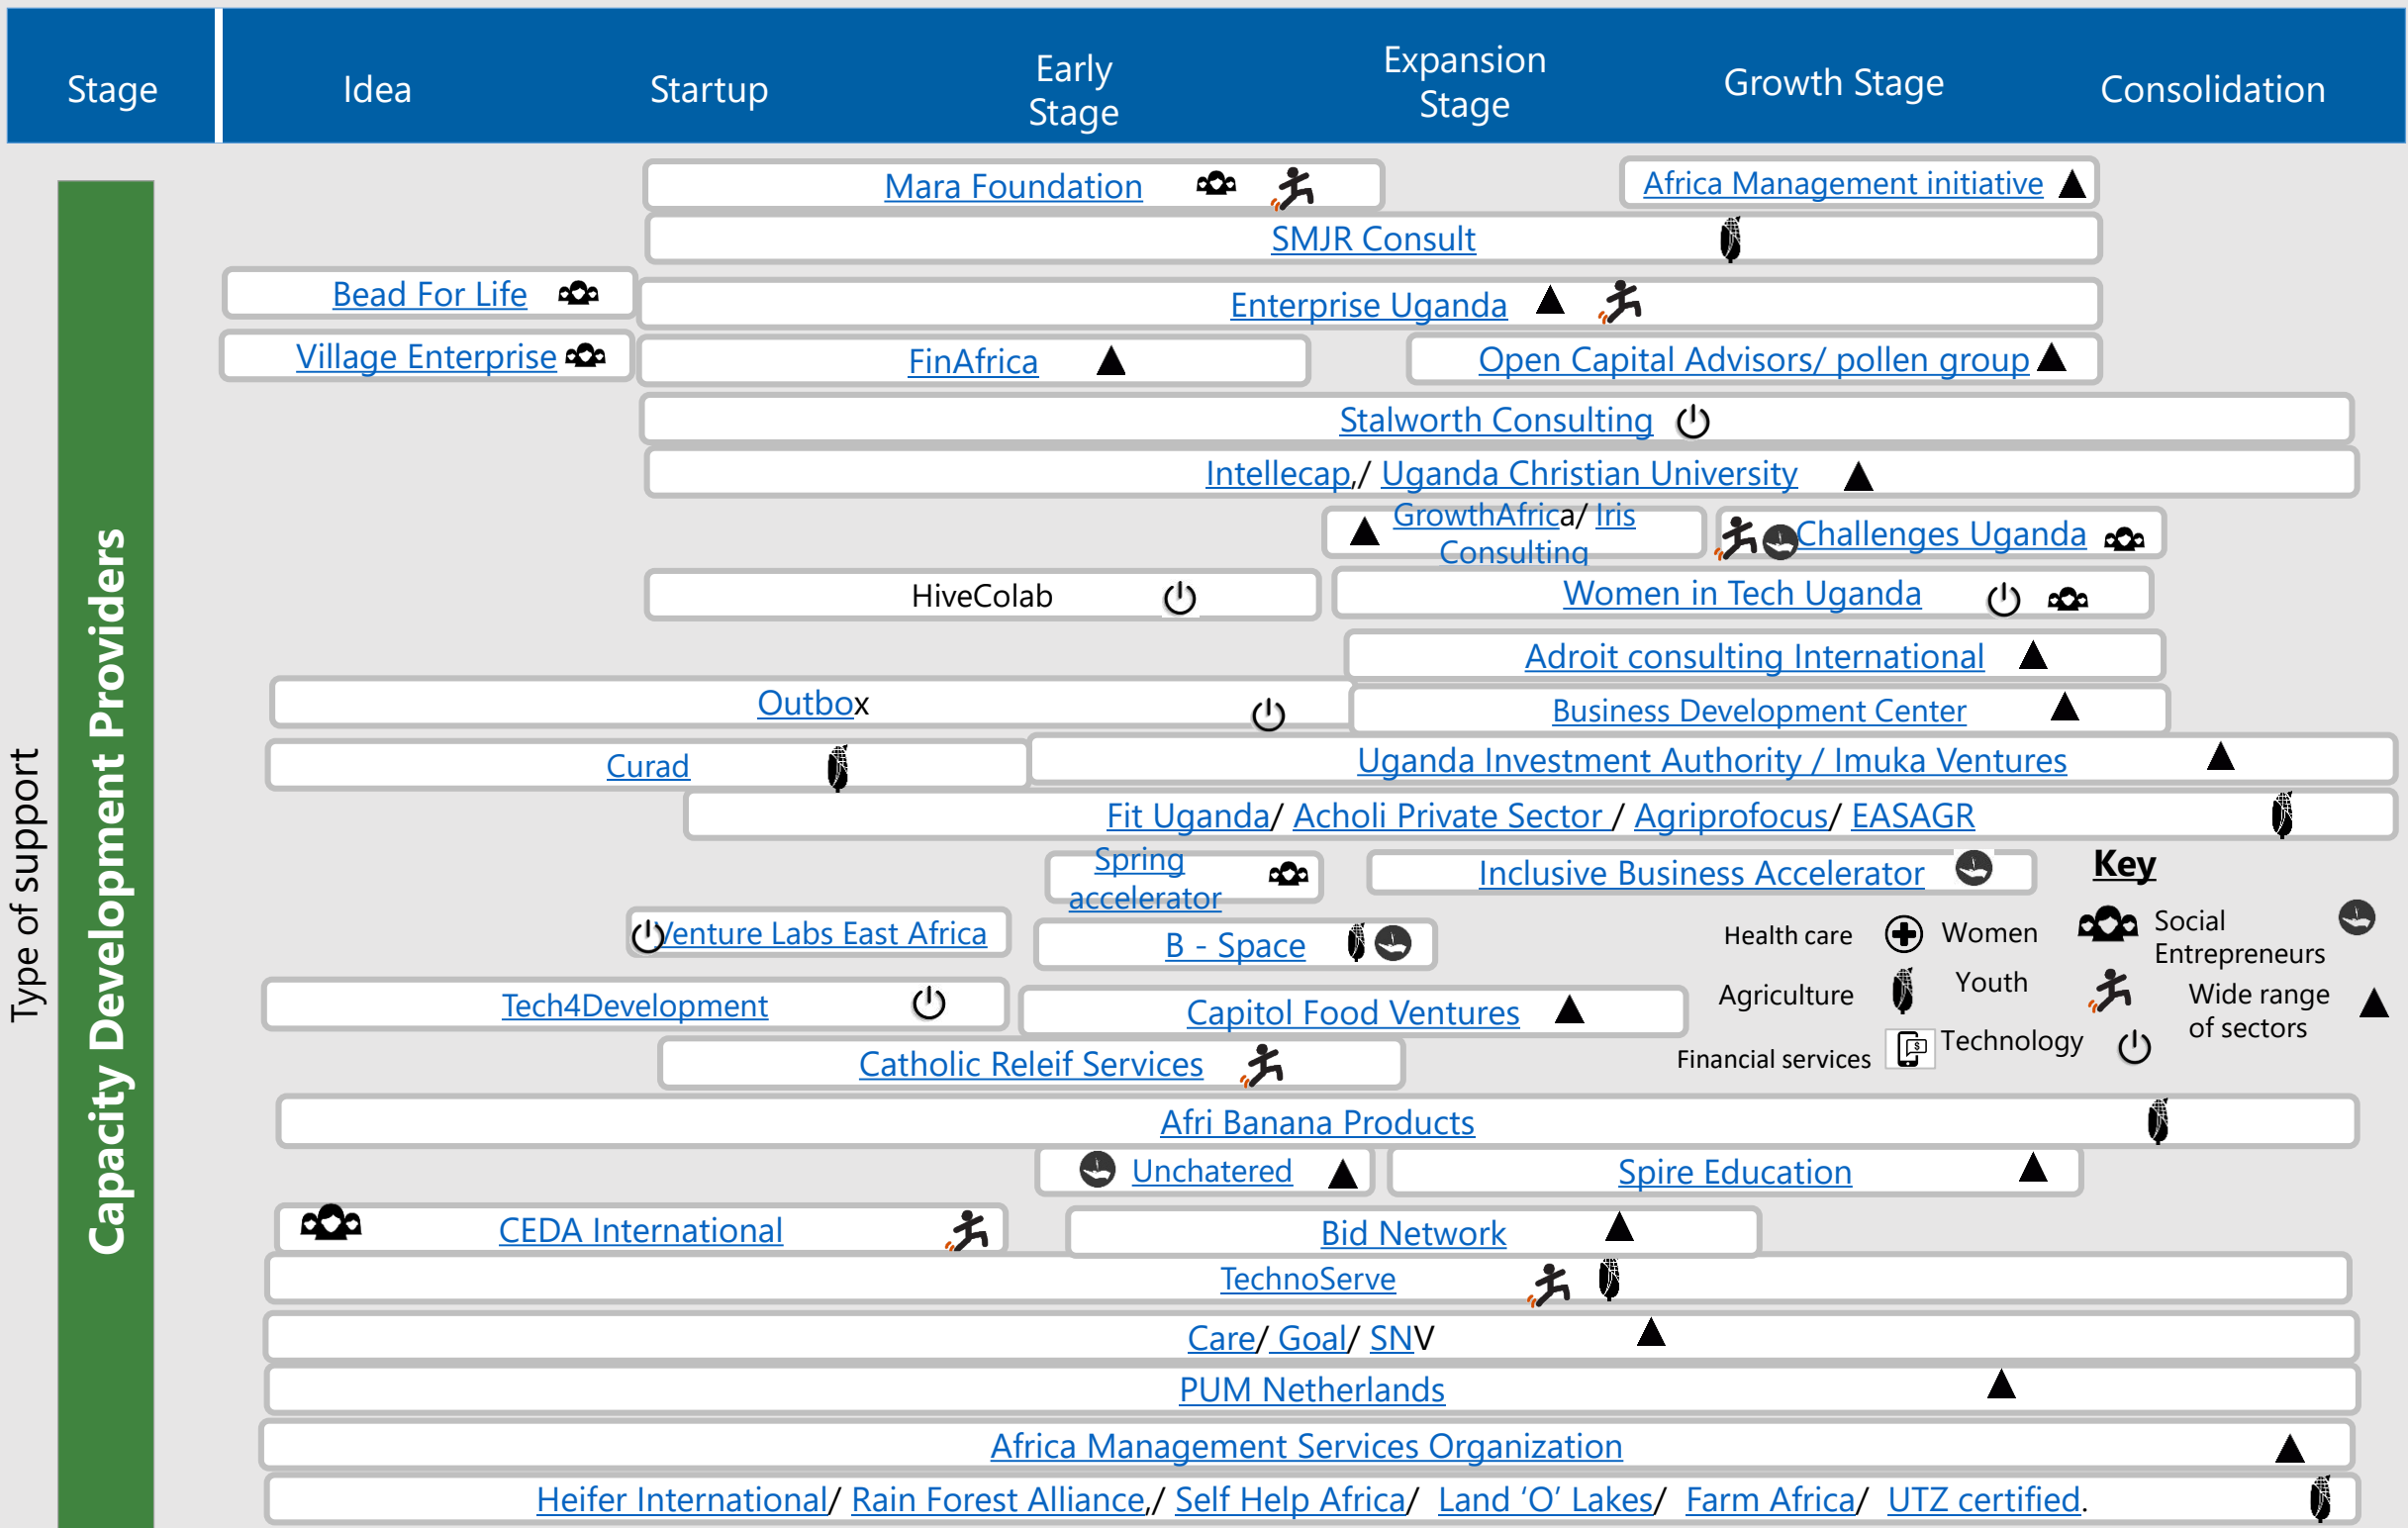 Stage
Idea
Startup
Early
Stage
Expansion
Stage
Growth Stage
Consolidation
Type of support
Capacity Development Providers
Mara Foundation
Africa Management initiative
SMJR Consult
Bead For Life
Enterprise Uganda
Village Enterprise
FinAfrica
Open Capital Advisors/ pollen group
Stalworth Consulting
Intellecap,/ Uganda Christian University
GrowthAfrica/ Iris
Consulting
Challenges Uganda
HiveColab
Women in Tech Uganda
Adroit consulting International
Outbox
Business Development Center
Curad
Uganda Investment Authority / Imuka Ventures
Fit Uganda/ Acholi Private Sector / Agriprofocus/ EASAGR
Spring
accelerator
Inclusive Business Accelerator
Venture Labs East Africa
B - Space
Tech4Development
Capitol Food Ventures
Catholic Releif Services
Key
Health care
Women
Social
Entrepreneurs
Agriculture
Youth
Wide range
of sectors
Financial services
$
Technology
Afri Banana Products
Unchatered
Spire Education
CEDA International
Bid Network
TechnoServe
Care/ Goal/ SNV
PUM Netherlands
Africa Management Services Organization
Heifer International/ Rain Forest Alliance,/ Self Help Africa/ Land ‘O’ Lakes/ Farm Africa/ UTZ certified.